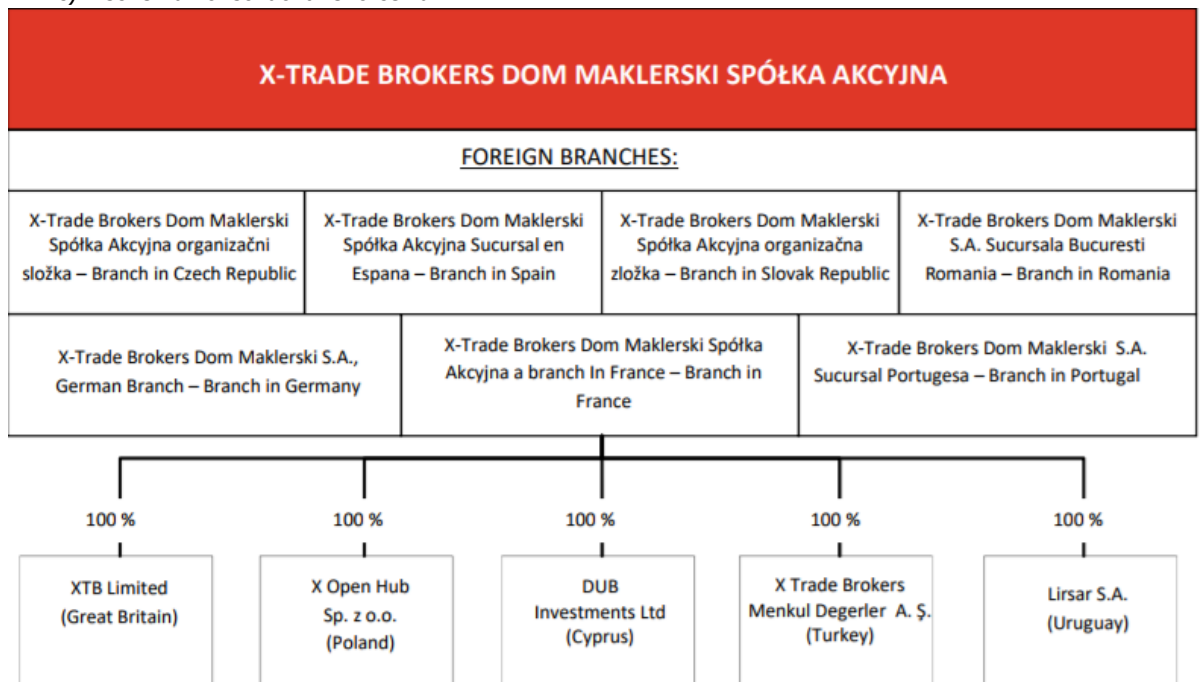 X-TRADE BROKERS DOM MAKLERSKI SPÓŁKA AKCYJNA
FOREIGN BRANCHES:
X-Trade Brokers Dom Maklerski
Spółka Akcyjna organizačni
složka – Branch in Czech Republic
X-Trade Brokers Dom Maklerski
Spółka Akcyjna Sucursal en
Espana – Branch in Spain
X-Trade Brokers Dom Maklerski
Spółka Akcyjna organizačna
zložka – Branch in Slovak Republic
X-Trade Brokers Dom Maklerski
S.A. Sucursala Bucuresti
Romania – Branch in Romania
X-Trade Brokers Dom Maklerski S.A.,
German Branch – Branch in Germany
X-Trade Brokers Dom Maklerski Spółka
Akcyjna a branch In France – Branch in
France
X-Trade Brokers Dom Maklerski S.A.
Sucursal Portugesa – Branch in Portugal
100 %
100 %
100 %
100 %
100 %
XTB Limited
(Great Britain)
X Open Hub
Sp. z o.o.
(Poland)
DUB
Investments Ltd
(Cyprus)
X Trade Brokers
Menkul Degerler A. Ş.
(Turkey)
Lirsar S.A.
(Uruguay)